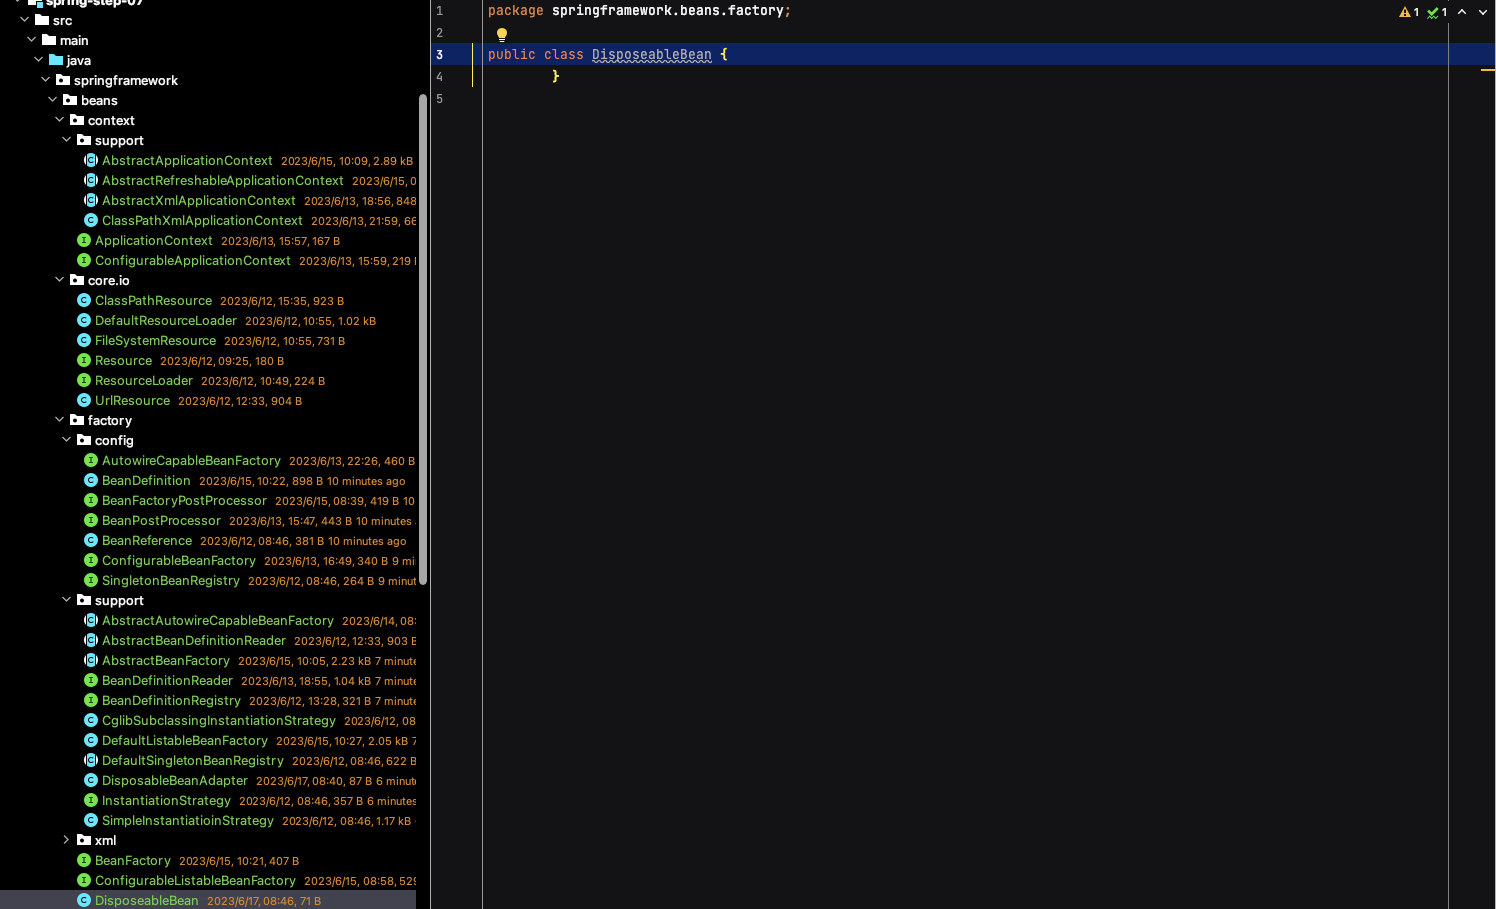 spring-step-07
src
main
java
springframework
beans
context
support
AbstractApplicationContext 2023/6/15, 10:09, 2.89 kB
AbstractRefreshableApplicationContext 2023/6/15, 0
AbstractXmlApplicationContext 2023/6/13, 18:56, 848
ClassPathXmlApplicationContext 2023/6/13, 21:59, 66
ApplicationContext 2023/6/13, 15:57, 167 B
ConfigurableApplicationContext 2023/6/13, 15:59, 219
core.io
ClassPathResource 2023/6/12, 15:35, 923 B
DefaultResourceLoader 2023/6/12, 10:55, 1.02 kB
FileSystemResource 2023/6/12, 10:55, 731 B
Resource 2023/6/12, 09:25, 180 B
ResourceLoader 2023/6/12, 10:49, 224 B
UrlResource 2023/6/12, 12:33, 904 B
factory
config
AutowireCapableBeanFactory 2023/6/13, 22:26, 460 B
BeanDefinition 2023/6/15, 10:22, 898 B 10 minutes ago
BeanFactoryPostProcessor 2023/6/15, 08:39, 419 B 10
BeanPostProcessor 2023/6/13, 15:47, 443 B 10 minutes
BeanReference 2023/6/12, 08:46, 381 B 10 minutes ago
ConfigurableBeanFactory 2023/6/13, 16:49, 340 B 9 mi
SingletonBeanRegistry 2023/6/12, 08:46, 264 B 9 minut
support
AbstractAutowireCapableBeanFactory 2023/6/14, 08:
AbstractBeanDefinitionReader 2023/6/12, 12:33, 903 B
AbstractBeanFactory 2023/6/15, 10:05, 2.23 kB 7 minute
BeanDefinitionReader 2023/6/13, 18:55, 1.04 kB 7 minute
BeanDefinitionRegistry 2023/6/12, 13:28, 321 B 7 minute
CglibSubclassingInstantiationStrategy 2023/6/12, 08
DefaultListableBeanFactory 2023/6/15, 10:27, 2.05 kB 7
DefaultSingletonBeanRegistry 2023/6/12, 08:46, 622 B
DisposableBeanAdapter 2023/6/17, 08:40, 87 B 6 minut
InstantiationStrategy 2023/6/12, 08:46, 357 B 6 minutes
SimpleInstantiatioinStrategy 2023/6/12, 08:46, 1.17 kB
xml
BeanFactory 2023/6/15, 10:21, 407 B
ConfigurableListableBeanFactory 2023/6/15, 08:58, 529
DisposeableBean 2023/6/17, 08:46, 71 B
1 package springframework.beans.factory;
2
3 public class DisposeableBean {
4 }
5
1 1